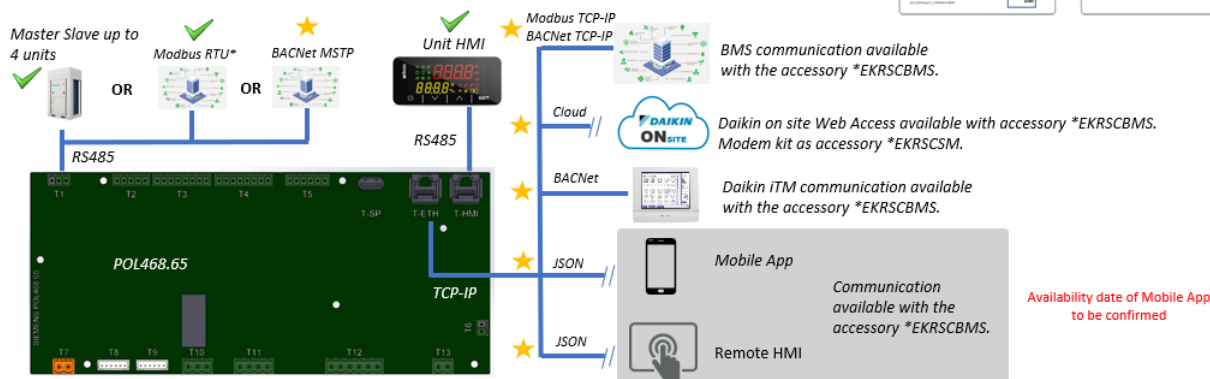 Master Slave up to
4 units
Modbus RTU*
BACNet MSTP
Unit HMI
Modbus TCP-IP
BACNet TCP-IP
OR
OR
BMS communication available
with the accessory *EKRSCBMS.
RS485
RS485
Cloud
DAIKIN
ON SITE
Daikin on site Web Access available with accessory *EKRSCBMS.
Modem kit as accessory *EKRSCSM.
BACNet
Daikin iTM communication available
with the accessory *EKRSCBMS.
T1
T2
T3
T4
T5
T-SP
T-ETH
T-HMI
POL468.65
SIEMENS POL468.65
TCP-IP
T6
T7
T8
T9
T10
T11
T12
T13
JSON
Mobile App
Communication
available with the
accessory *EKRSCBMS.
JSON
Remote HMI
Availability date of Mobile App
to be confirmed